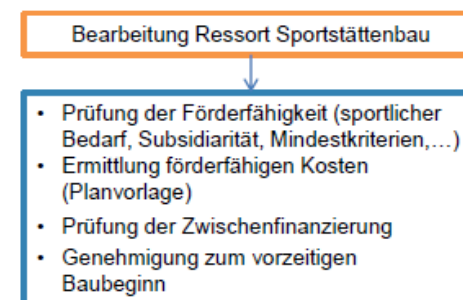 Bearbeitung Ressort Sportstättenbau
• Prüfung der Förderfähigkeit (sportlicher
Bedarf, Subsidiarität, Mindestkriterien,…)
• Ermittlung förderfähigen Kosten
(Planvorlage)
• Prüfung der Zwischenfinanzierung
• Genehmigung zum vorzeitigen
Baubeginn